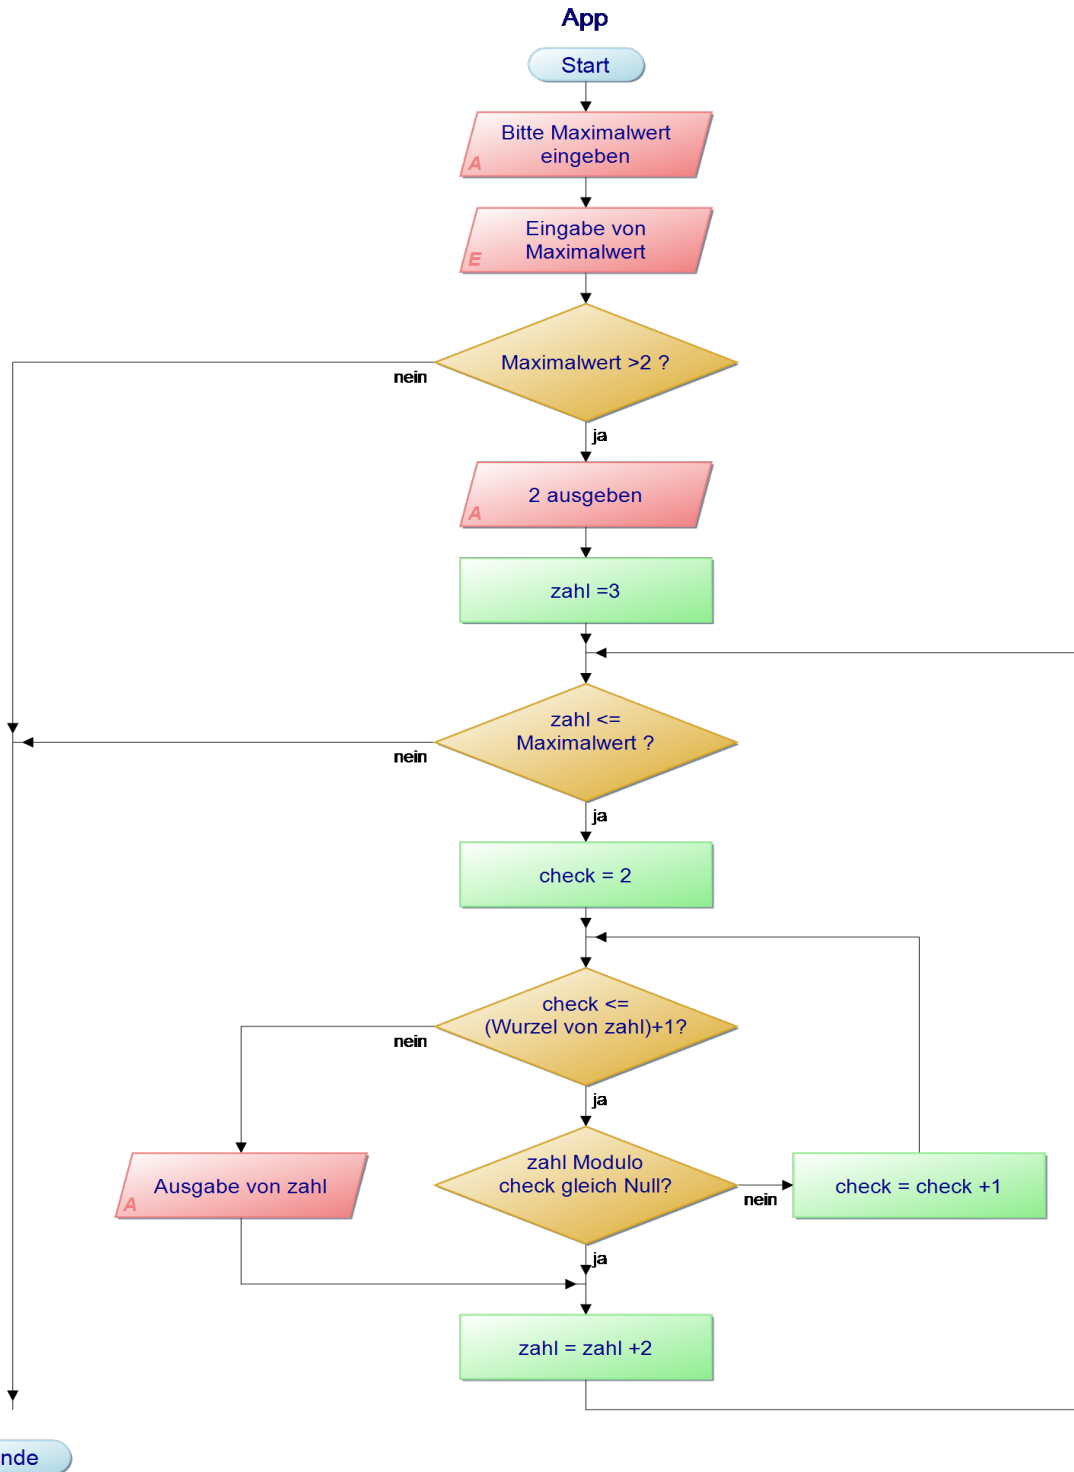 App
Start
Bitte Maximalwert
eingeben
A
Eingabe von
Maximalwert
E
Maximalwert >2 ?
nein
ja
2 ausgeben
A
zahl =3
zahl <=
Maximalwert ?
nein
ja
check = 2
check <=
(Wurzel von zahl)+1?
nein
ja
zahl Modulo
check gleich Null?
Ausgabe von zahl
A
nein
check = check +1
ja
zahl = zahl +2
nde